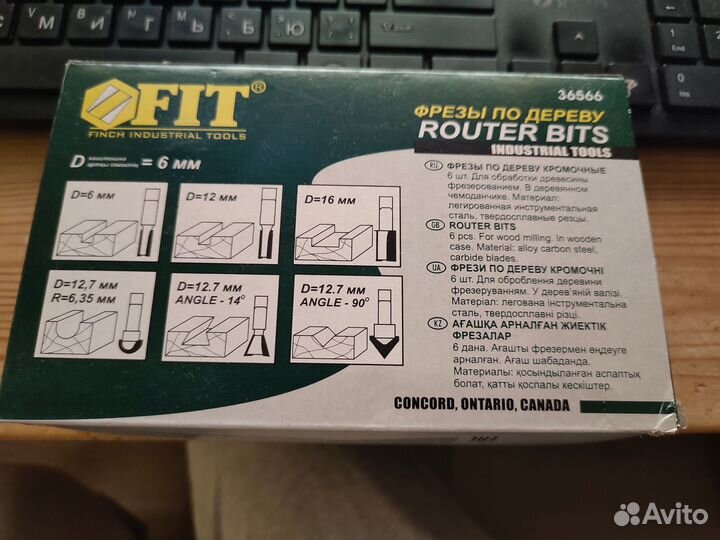 FIT®
FINCH INDUSTRIAL TOOLS
36566
ФРЕЗЫ ПО ДЕРЕВУ
ROUTER BITS
INDUSTRIAL TOOLS
D хвостовика = 6 мм
D=6 мм
D=12 мм
D=16 мм
D=12,7 мм
R=6,35 мм
D=12.7 мм
ANGLE - 14°
D=12.7 мм
ANGLE - 90°
RU ФРЕЗЫ ПО ДЕРЕВУ КРОМОЧНЫЕ
6 шт. Для обработки древесины
фрезерованием. В деревянном
чемоданчике. Материал:
легированная инструментальная
сталь, твердосплавные резцы.
GB ROUTER BITS
6 pcs. For wood milling. In wooden
case. Material: alloy carbon steel,
carbide blades.
UA ФРЕЗИ ПО ДЕРЕВУ КРОМОЧНІ
6 шт. Для оброблення деревини
фрезеруванням. У дерев'яній валізі.
Матеріал: легована інструментальна
сталь, твердосплавні різці.
KZ АҒАШҚА АРНАЛҒАН ЖИЕКТІК
ФРЕЗАЛАР
6 дана. Ағашты фрезермен өңдеуге
арналған. Ағаш шабаданда.
Материалы: қосындыланған аспаптық
болат, қатты қоспалы кескіштер.
CONCORD, ONTARIO, CANADA
Avito